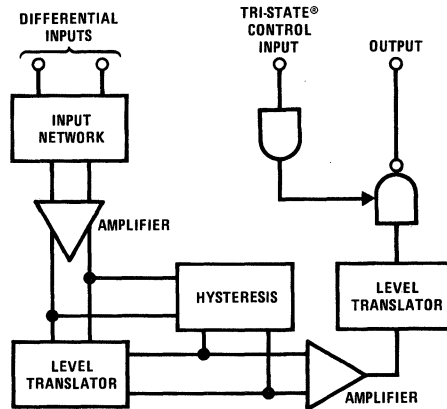 DIFFERENTIAL
INPUTS
TRI-STATE®
CONTROL
INPUT
OUTPUT
INPUT
NETWORK
AMPLIFIER
HYSTERESIS
LEVEL
TRANSLATOR
LEVEL
TRANSLATOR
AMPLIFIER